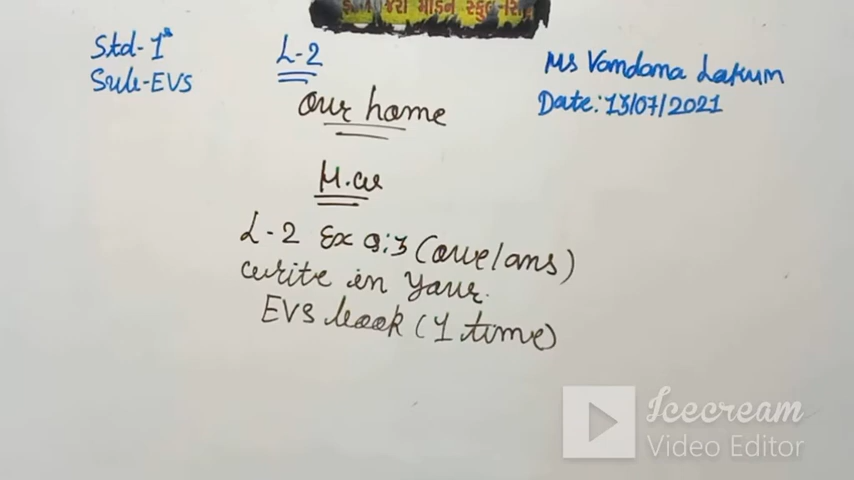 Std-1st
Sub-EVS
L-2
Our home
Ms Vandana Lakum
Date:13/07/2021
H.w
L-2 Ex Q:3 (Que/ans)
write in your
EVS book (1 time)
Icecream
Video Editor